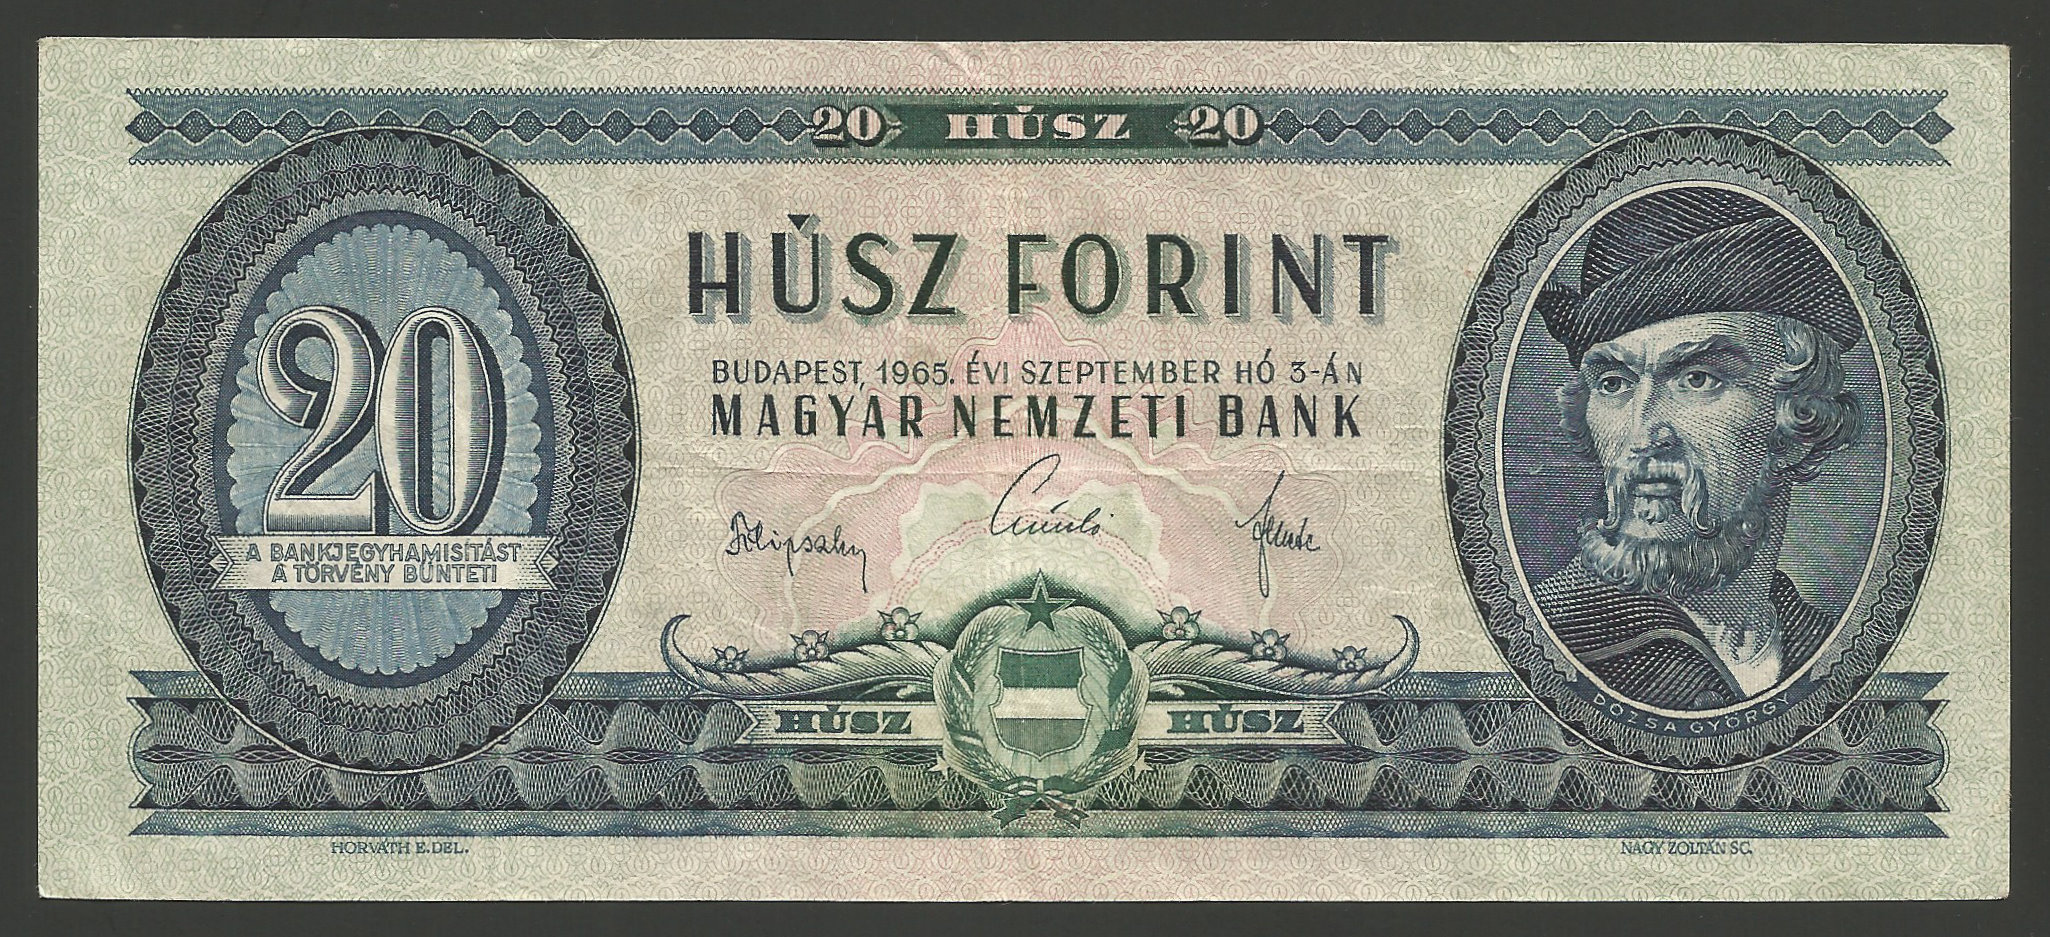 20 HÚSZ 20
HÚSZ FORINT
BUDAPEST, 1965. ÉVI SZEPTEMBER HÓ 3-ÁN
MAGYAR NEMZETI BANK
20
A BANKJEGYHAMISÍTÁST
A TÖRVÉNY BÜNTETI
HÚSZ HÚSZ
DÓZSA GYÖRGY
HORVÁTH E. DEL.
NAGY ZOLTÁN SC.